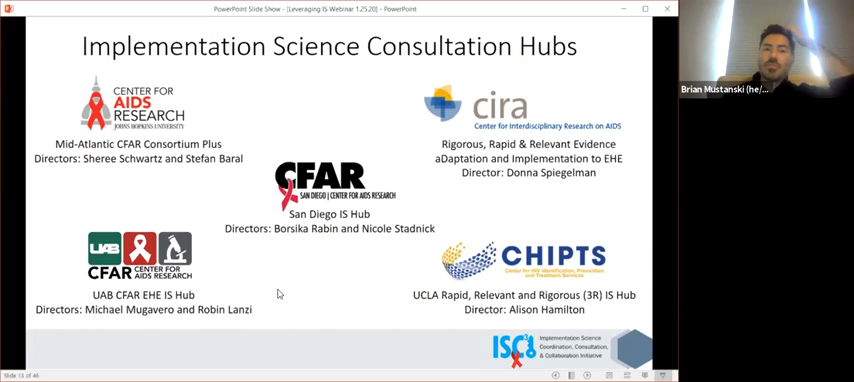 PowerPoint Slide Show - [Leveraging IS Webinar 1.25.20] - PowerPoint
Implementation Science Consultation Hubs
CENTER FOR
AIDS
RESEARCH
JOHNS HOPKINS UNIVERSITY
Mid-Atlantic CFAR Consortium Plus
Directors: Sheree Schwartz and Stefan Baral
cira
Center for Interdisciplinary Research on AIDS
Rigorous, Rapid & Relevant Evidence
aDaptation and Implementation to EHE
Director: Donna Spiegelman
CFAR
SAN DIEGO | CENTER FOR AIDS RESEARCH
San Diego IS Hub
Directors: Borsika Rabin and Nicole Stadnick
UAB
CFAR CENTER FOR
AIDS RESEARCH
UAB CFAR EHE IS Hub
Directors: Michael Mugavero and Robin Lanzi
CHIPTS
Center for HIV Identification, Prevention
and Treatment Services
UCLA Rapid, Relevant and Rigorous (3R) IS Hub
Director: Alison Hamilton
ISC3I
Implementation Science
Coordination, Consultation,
& Collaboration Initiative
Slide 13 of 46
Brian Mustanski (he/...